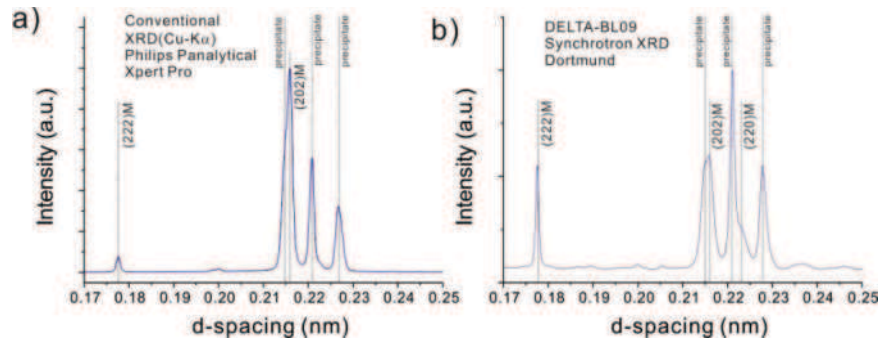 a)
Conventional
XRD(Cu-Kα)
Philips Panalytical
Xpert Pro
(222)M
precipitate
(202)M
precipitate
precipitate
Intensity (a.u.)
0.17 0.18 0.19 0.20 0.21 0.22 0.23 0.24 0.25
d-spacing (nm)
b)
DELTA-BL09
Synchrotron XRD
Dortmund
(222)M
precipitate
(202)M
precipitate
(220)M
precipitate
Intensity (a.u.)
0.17 0.18 0.19 0.20 0.21 0.22 0.23 0.24 0.25
d-spacing (nm)